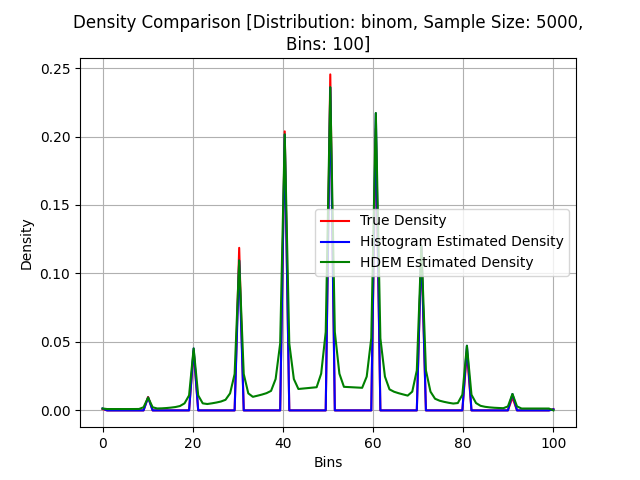 Density Comparison [Distribution: binom, Sample Size: 5000,
Bins: 100]
0.25
0.20
0.15
0.10
0.05
0.00
Density
True Density
Histogram Estimated Density
HDEM Estimated Density
0 20 40 60 80 100
Bins